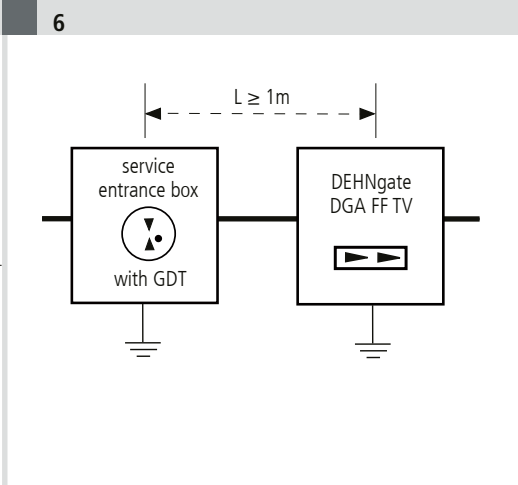 6
L ≥ 1m
service
entrance box
with GDT
DEHNgate
DGA FF TV